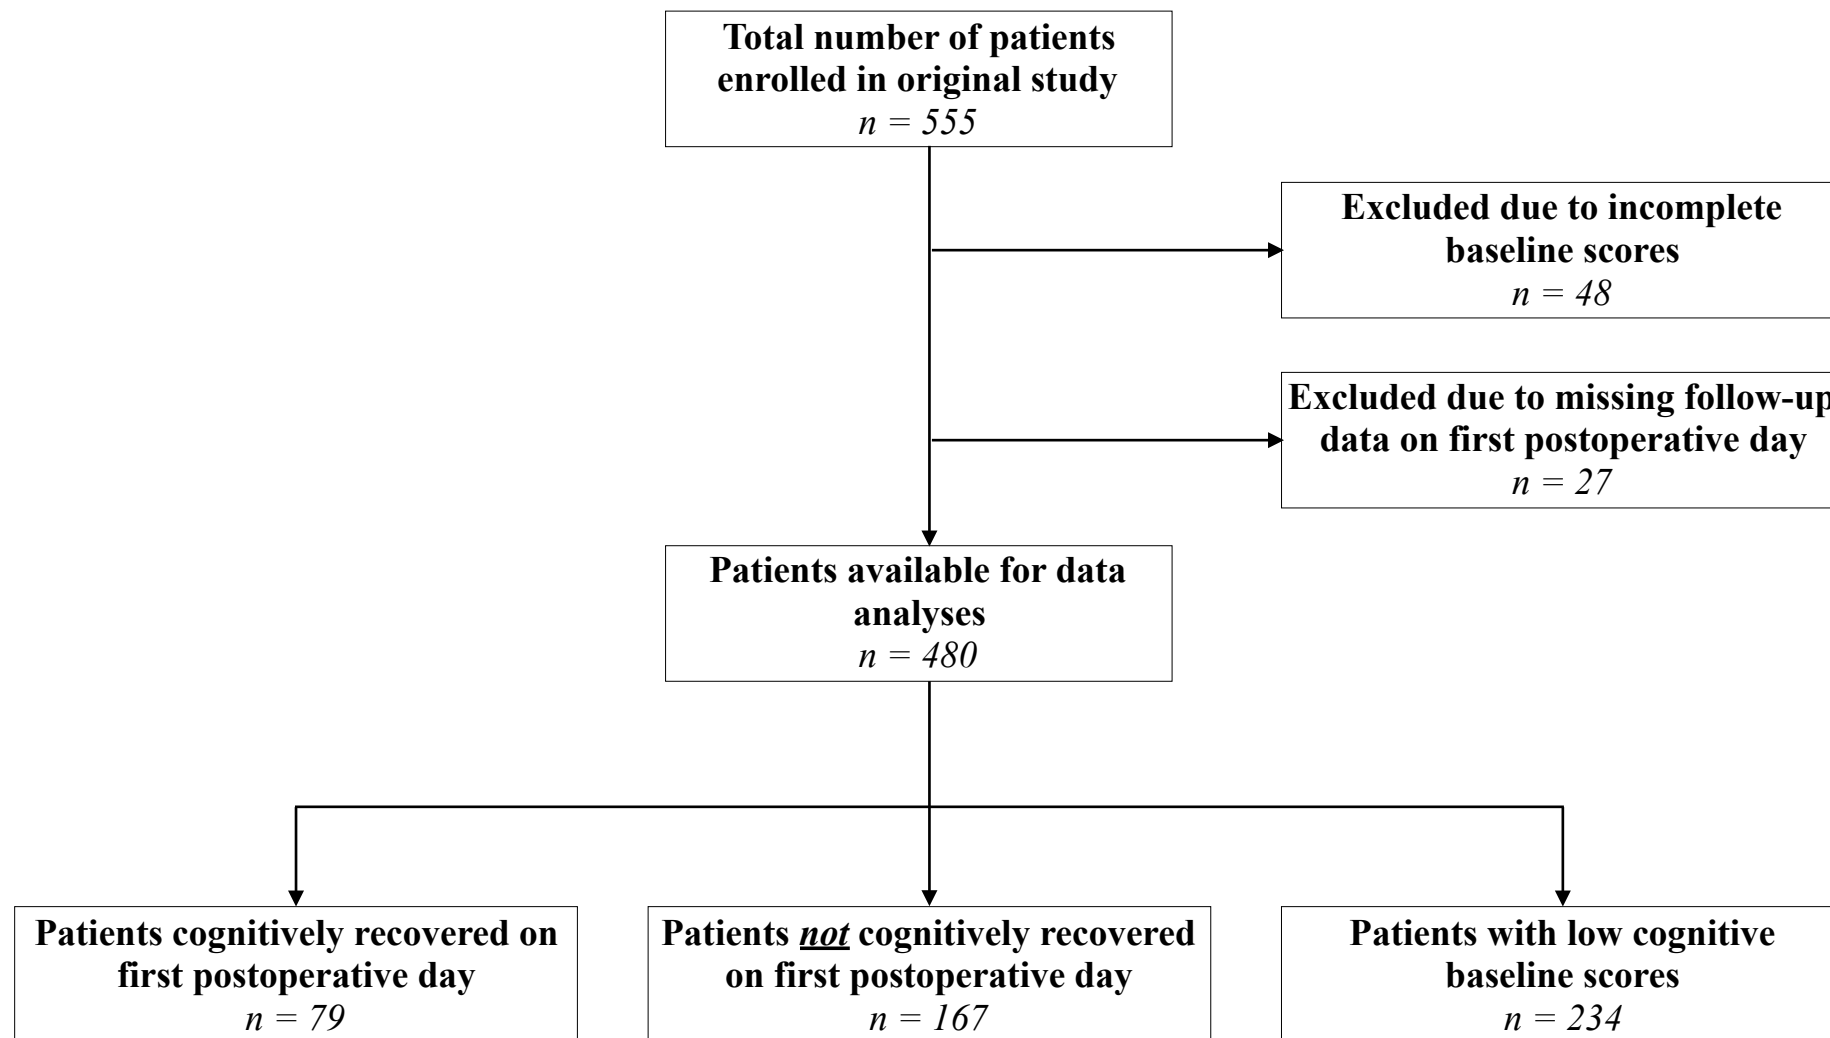 Total number of patients
enrolled in original study
n = 555
Excluded due to incomplete
baseline scores
n = 48
Excluded due to missing follow-up
data on first postoperative day
n = 27
Patients available for data
analyses
n = 480
Patients cognitively recovered on
first postoperative day
n = 79
Patients not cognitively recovered
on first postoperative day
n = 167
Patients with low cognitive
baseline scores
n = 234